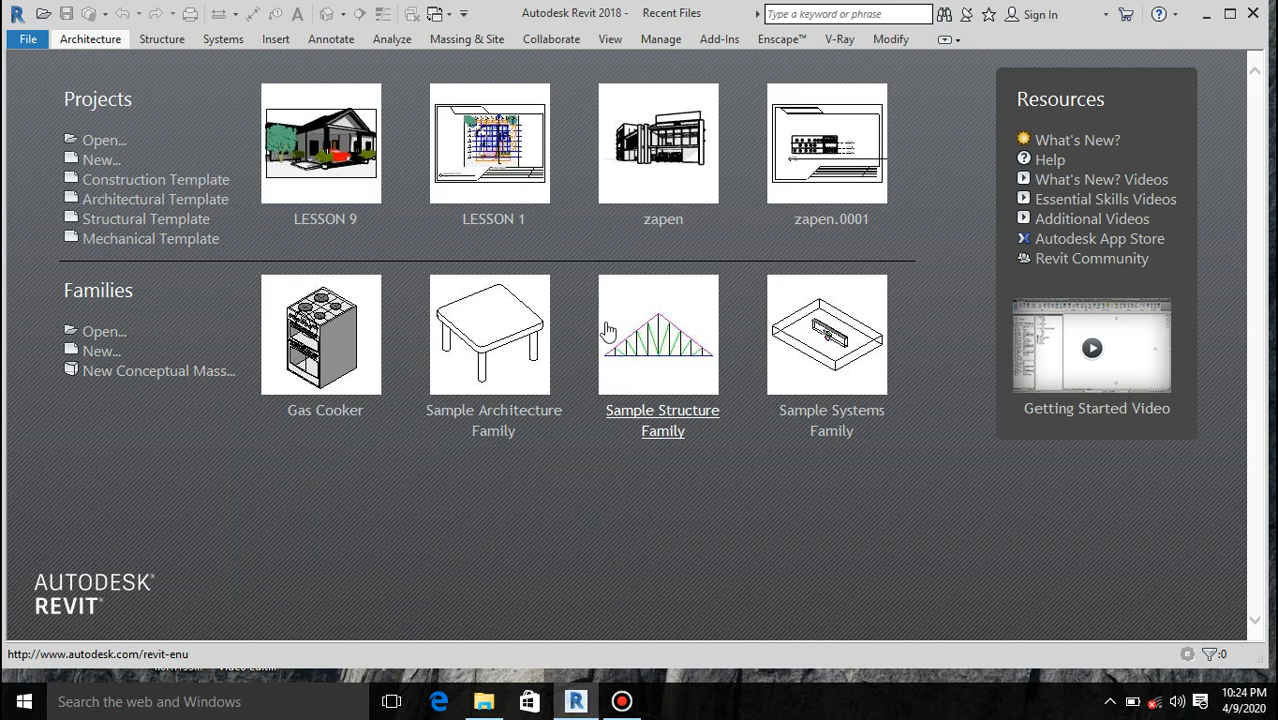 Autodesk Revit 2018 - Recent Files
Type a keyword or phrase
Sign In
File Architecture Structure Systems Insert Annotate Analyze Massing & Site Collaborate View Manage Add-Ins Enscape™ V-Ray Modify
Projects
Open...
New...
Construction Template
Architectural Template
Structural Template
Mechanical Template
LESSON 9
LESSON 1
zapen
zapen.0001
Families
Open...
New...
New Conceptual Mass...
Gas Cooker
Sample Architecture
Family
Sample Structure
Family
Sample Systems
Family
Resources
What's New?
Help
What's New? Videos
Essential Skills Videos
Additional Videos
Autodesk App Store
Revit Community
Getting Started Video
AUTODESK®
REVIT®
http://www.autodesk.com/revit-enu
:0
Search the web and Windows
10:24 PM
4/9/2020